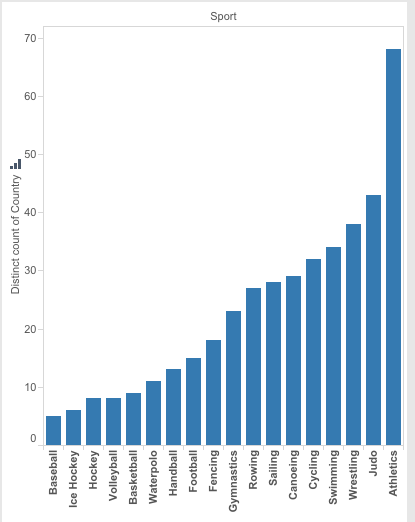 Sport
70
60
50
40
30
20
10
0
Distinct count of Country
Baseball
Ice Hockey
Hockey
Volleyball
Basketball
Waterpolo
Handball
Football
Fencing
Gymnastics
Rowing
Sailing
Canoeing
Cycling
Swimming
Wrestling
Judo
Athletics